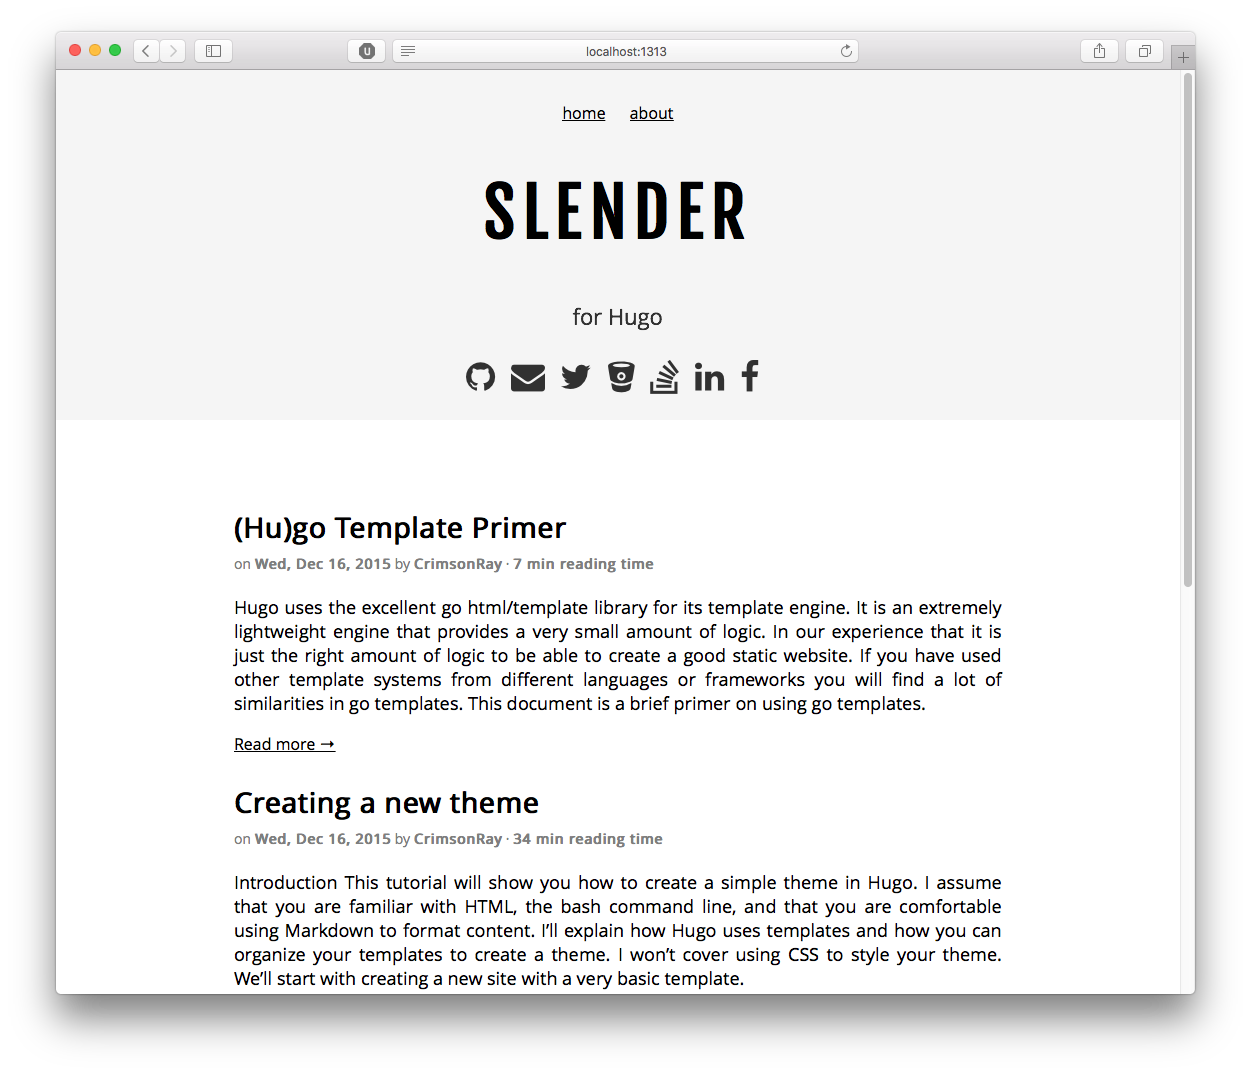 localhost:1313
home about
SLENDER
for Hugo
(Hu)go Template Primer
on Wed, Dec 16, 2015 by CrimsonRay · 7 min reading time
Hugo uses the excellent go html/template library for its template engine. It is an extremely
lightweight engine that provides a very small amount of logic. In our experience that it is
just the right amount of logic to be able to create a good static website. If you have used
other template systems from different languages or frameworks you will find a lot of
similarities in go templates. This document is a brief primer on using go templates.
Read more →
Creating a new theme
on Wed, Dec 16, 2015 by CrimsonRay · 34 min reading time
Introduction This tutorial will show you how to create a simple theme in Hugo. I assume
that you are familiar with HTML, the bash command line, and that you are comfortable
using Markdown to format content. I’ll explain how Hugo uses templates and how you can
organize your templates to create a theme. I won’t cover using CSS to style your theme.
We’ll start with creating a new site with a very basic template.